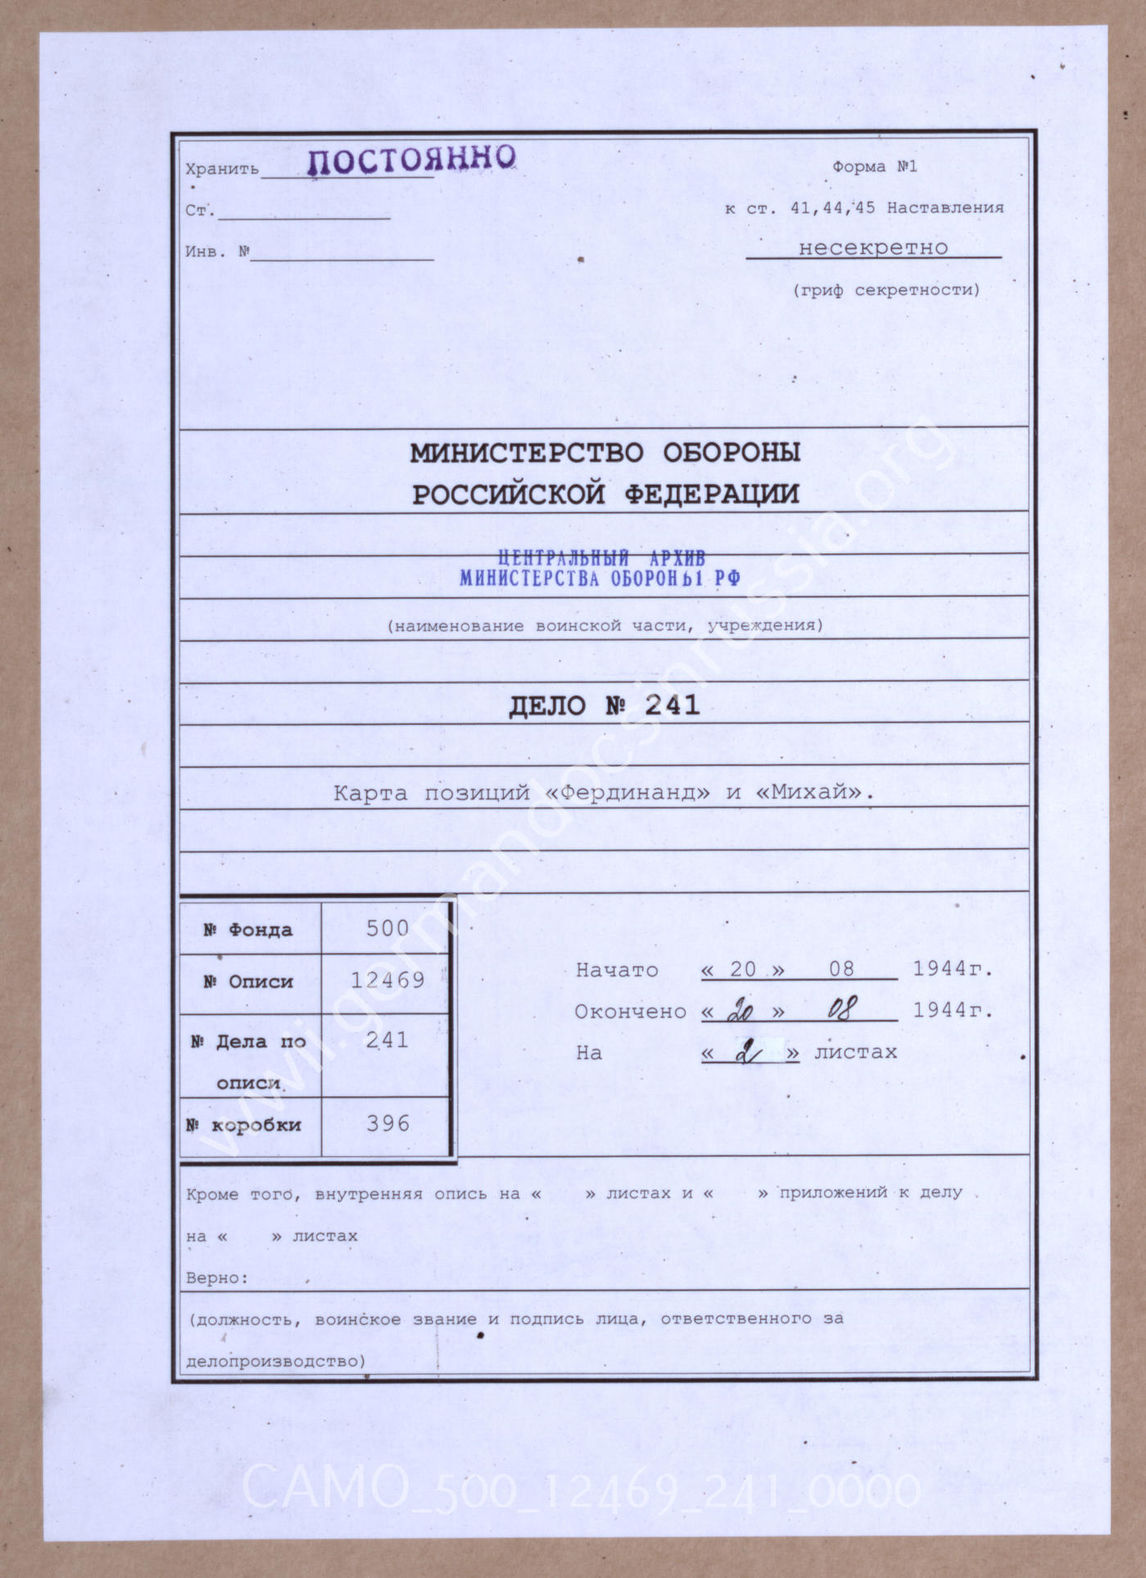 Хранить ПОСТОЯННО
Форма №1
Ст.
к ст. 41,44,45 Наставления
Инв. №
несекретно
(гриф секретности)
МИНИСТЕРСТВО ОБОРОНЫ
РОССИЙСКОЙ ФЕДЕРАЦИИ
ЦЕНТРАЛЬНЫЙ АРХИВ
МИНИСТЕРСТВА ОБОРОНЫ РФ
(наименование воинской части, учреждения)
ДЕЛО № 241
Карта позиций «Фердинанд» и «Михай».
№ Фонда 500
№ Описи 12469
№ Дела по 241
описи
№ коробки 396
Начато « 20 » 08 1944г.
Окончено « 20 » 08 1944г.
На « 2 » листах
Кроме того, внутренняя опись на « » листах и « » приложений к делу
на « » листах
Верно:
(должность, воинское звание и подпись лица, ответственного за
делопроизводство)
www.germandocsinrussia.org
CAMO_500_12469_241_0000